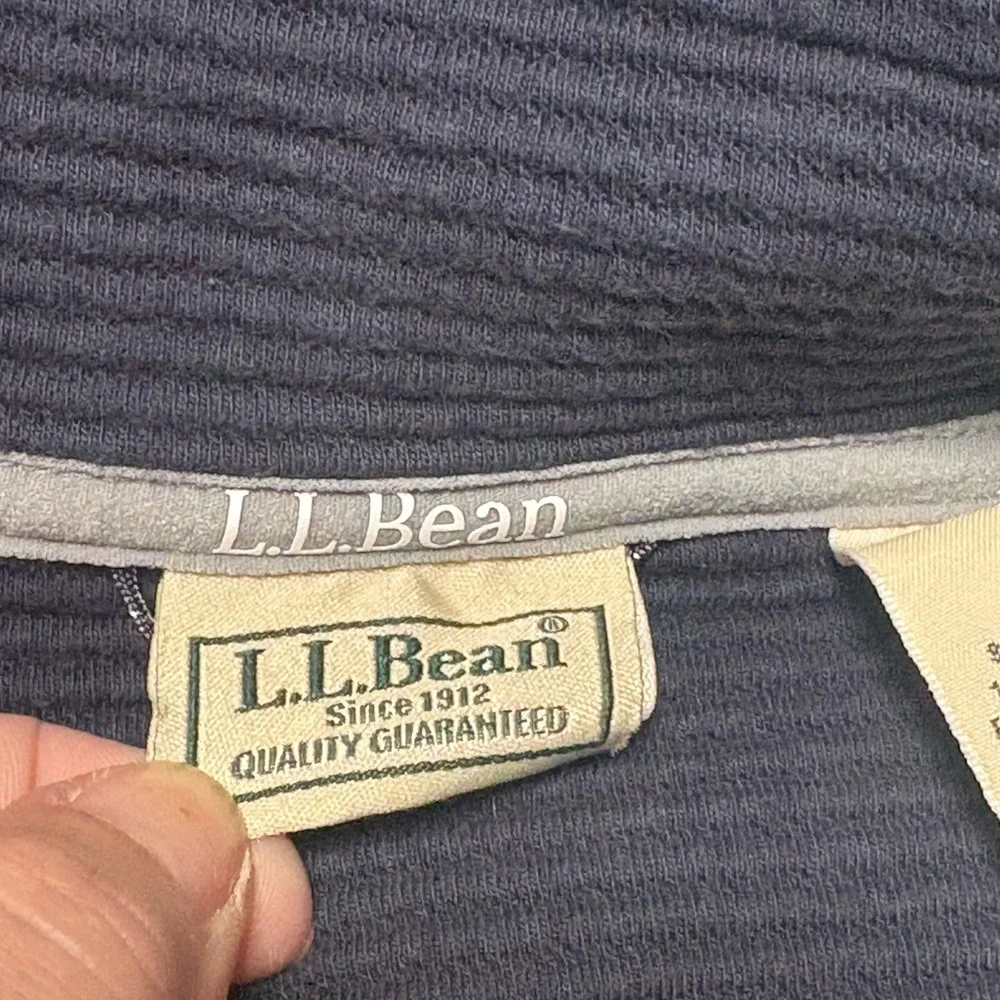 L.L.Bean
L.L.Bean®
Since 1912
QUALITY GUARANTEED